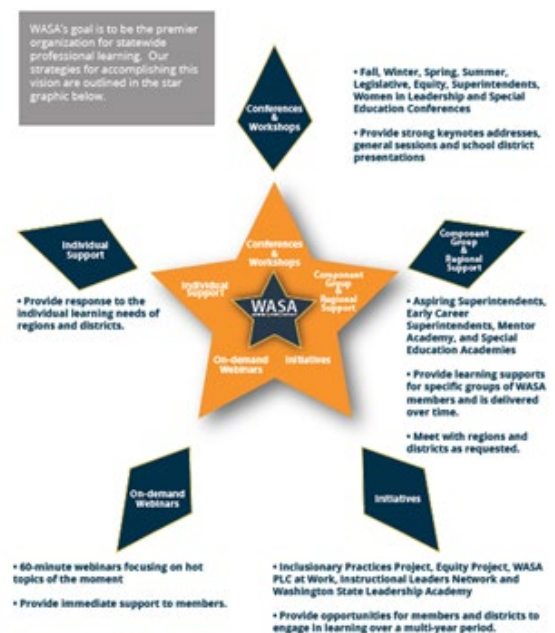 WASA's goal is to be the premier
organization for statewide
professional learning. Our
strategies for accomplishing this
vision are outlined in the star
graphic below.
Conferences
&
Workshops
• Fall, Winter, Spring, Summer,
Legislative, Equity, Superintendents,
Women in Leadership and Special
Education Conferences
• Provide strong keynotes addresses,
general sessions and school district
presentations
Individual
Support
• Provide response to the
individual learning needs of
regions and districts.
Conferences
&
Workshops
Individual
Support
Component
Group
&
Regional
Support
WASA
On-demand
Webinars
Initiatives
Component
Group
&
Regional
Support
• Aspiring Superintendents,
Early Career
Superintendents, Mentor
Academy, and Special
Education Academies
• Provide learning supports
for specific groups of WASA
members and is delivered
over time.
• Meet with regions and
districts as requested.
On-demand
Webinars
• 60-minute webinars focusing on hot
topics of the moment
• Provide immediate support to members.
Initiatives
• Inclusionary Practices Project, Equity Project, WASA
PLC at Work, Instructional Leaders Network and
Washington State Leadership Academy
• Provide opportunities for members and districts to
engage in learning over a multi-year period.